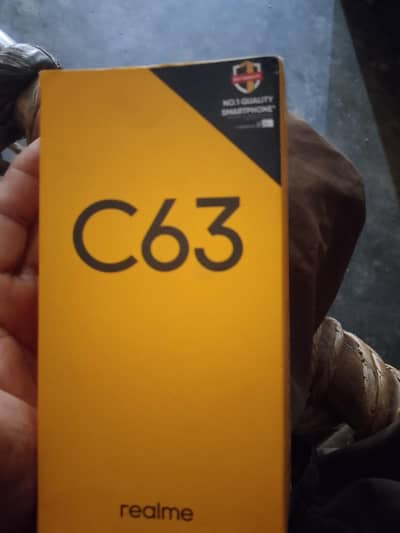 NO.1 QUALITY
SMARTPHONE*
C63
realme